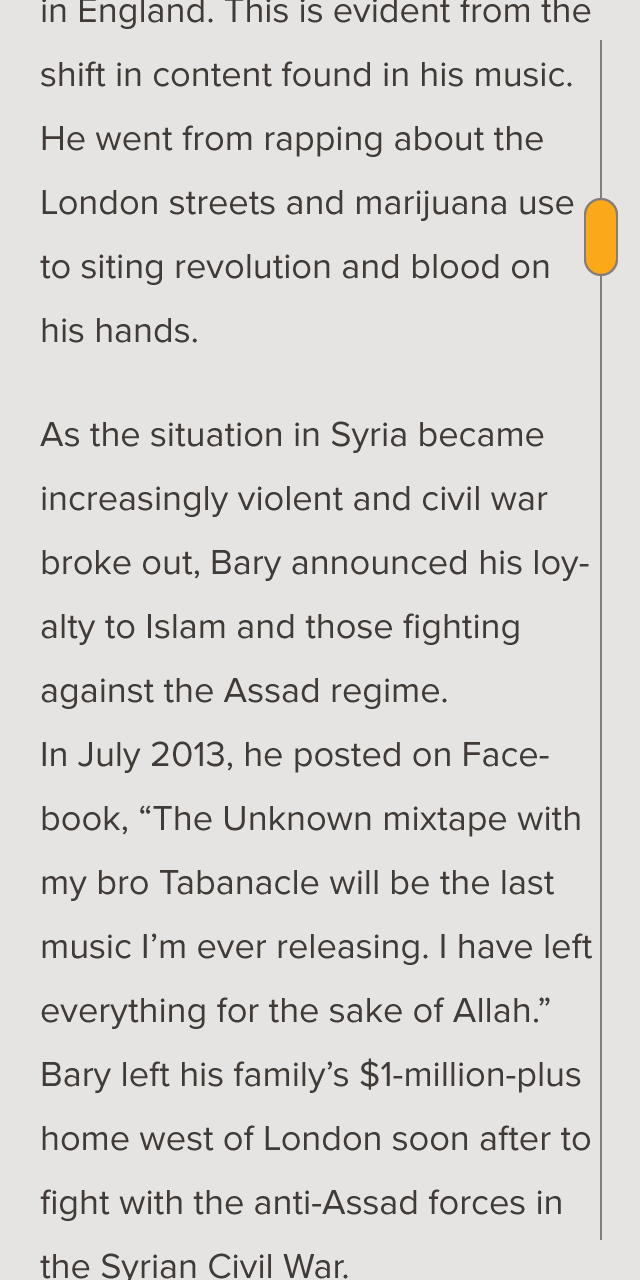 in England. This is evident from the
shift in content found in his music.
He went from rapping about the
London streets and marijuana use
to siting revolution and blood on
his hands.
As the situation in Syria became
increasingly violent and civil war
broke out, Bary announced his loy-
alty to Islam and those fighting
against the Assad regime.
In July 2013, he posted on Face-
book, “The Unknown mixtape with
my bro Tabanacle will be the last
music I’m ever releasing. I have left
everything for the sake of Allah.”
Bary left his family’s $1-million-plus
home west of London soon after to
fight with the anti-Assad forces in
the Syrian Civil War.